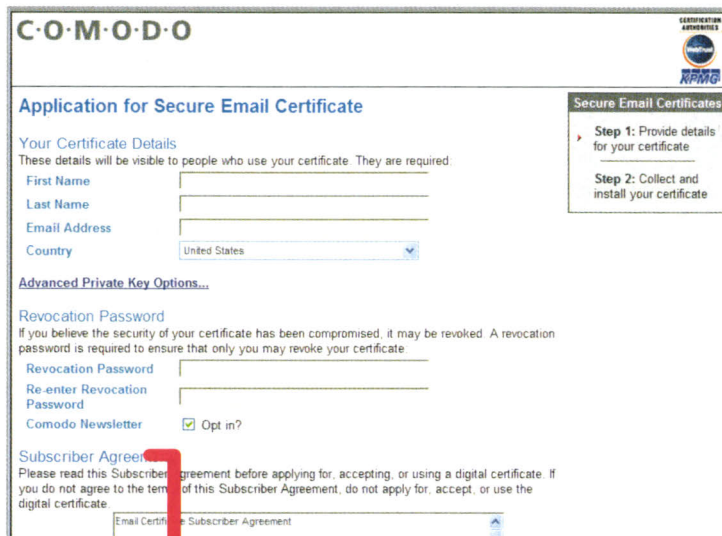 C·O·M·O·D·O
CERTIFICATION
AUTHORITIES
WebTrust
KPMG
Application for Secure Email Certificate
Secure Email Certificates
Step 1: Provide details
for your certificate
Step 2: Collect and
install your certificate
Your Certificate Details
These details will be visible to people who use your certificate. They are required.
First Name
Last Name
Email Address
Country
United States
Advanced Private Key Options...
Revocation Password
If you believe the security of your certificate has been compromised, it may be revoked. A revocation
password is required to ensure that only you may revoke your certificate.
Revocation Password
Re-enter Revocation
Password
Comodo Newsletter
Opt in?
Subscriber Agreem
Please read this Subscriber greement before applying for, accepting, or using a digital certificate. If
you do not agree to the term of this Subscriber Agreement, do not apply for, accept, or use the
digital certificate.
Email Certifi e Subscriber Agreement